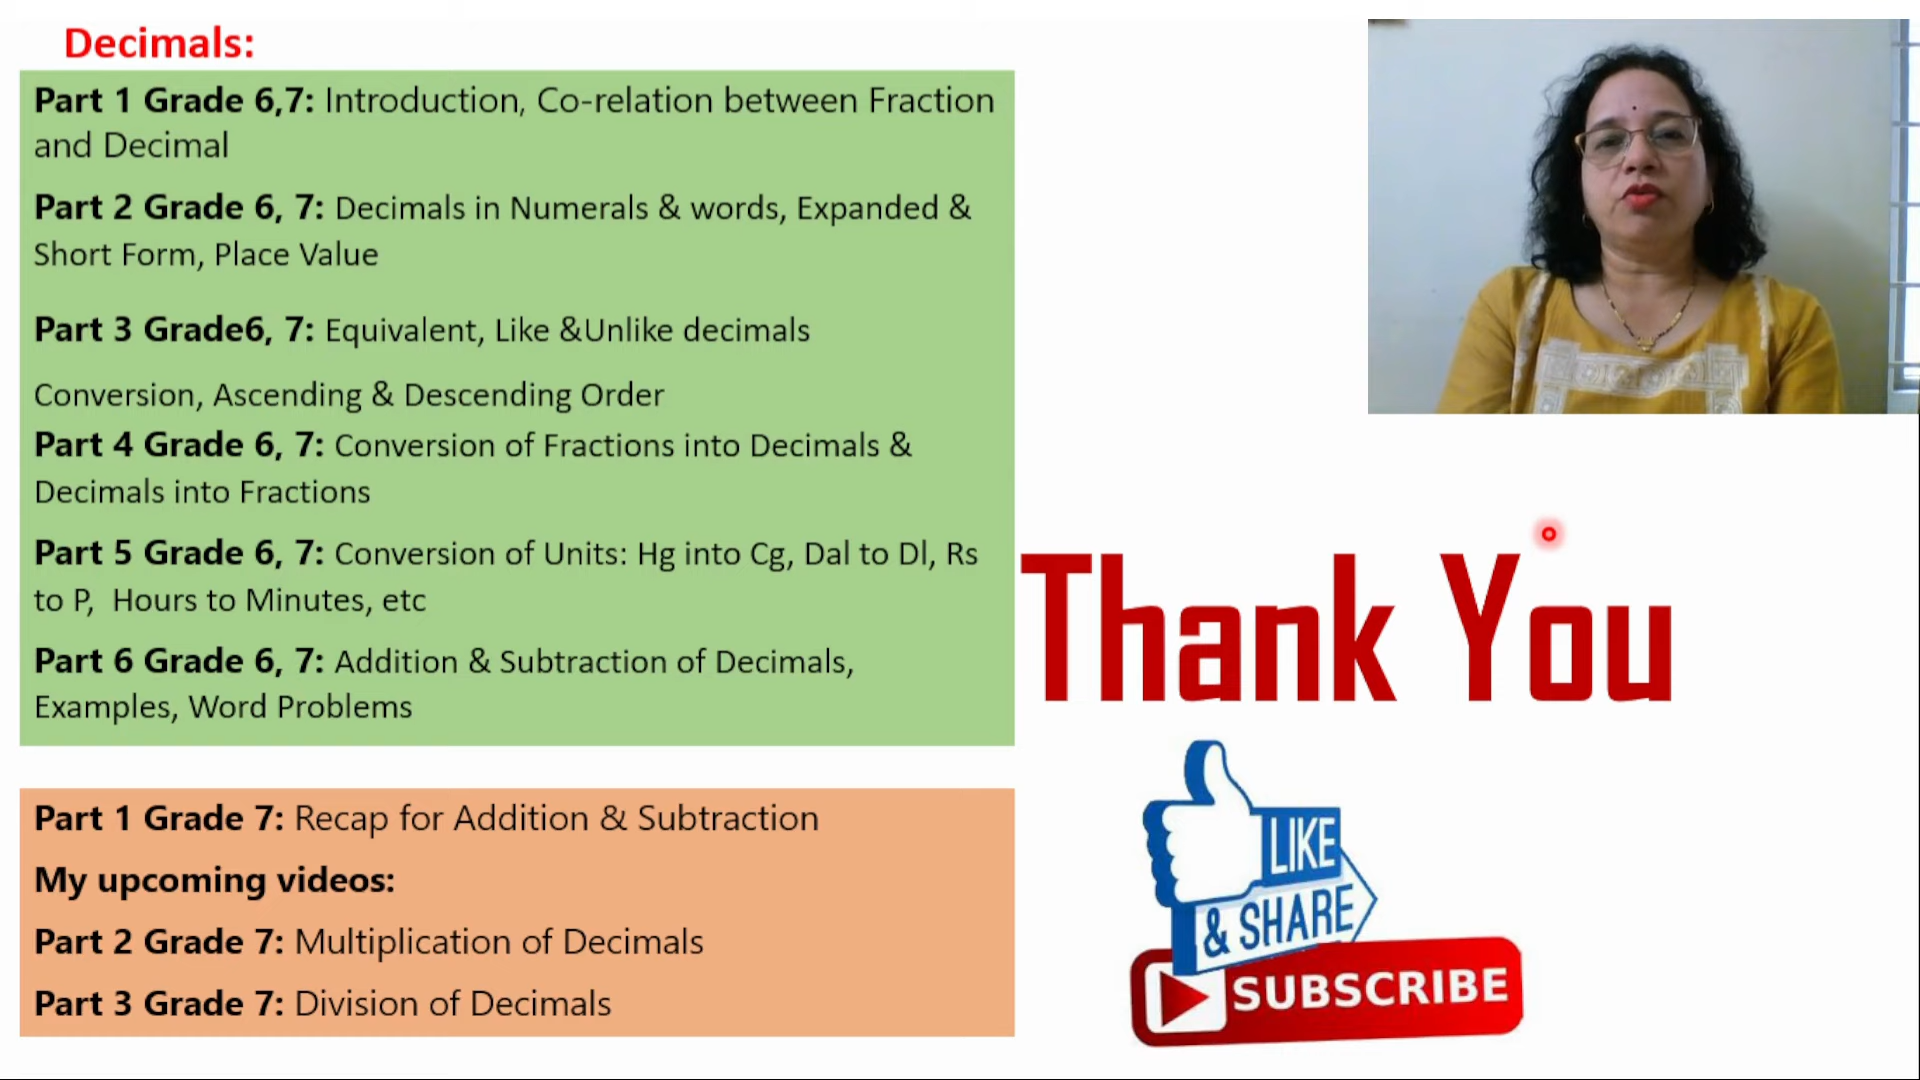 Decimals:
Part 1 Grade 6,7: Introduction, Co-relation between Fraction
and Decimal
Part 2 Grade 6, 7: Decimals in Numerals & words, Expanded &
Short Form, Place Value
Part 3 Grade6, 7: Equivalent, Like &Unlike decimals
Conversion, Ascending & Descending Order
Part 4 Grade 6, 7: Conversion of Fractions into Decimals &
Decimals into Fractions
Part 5 Grade 6, 7: Conversion of Units: Hg into Cg, Dal to Dl, Rs
to P,  Hours to Minutes, etc
Part 6 Grade 6, 7: Addition & Subtraction of Decimals,
Examples, Word Problems
Part 1 Grade 7: Recap for Addition & Subtraction
My upcoming videos:
Part 2 Grade 7: Multiplication of Decimals
Part 3 Grade 7: Division of Decimals
Thank You
LIKE
& SHARE
SUBSCRIBE